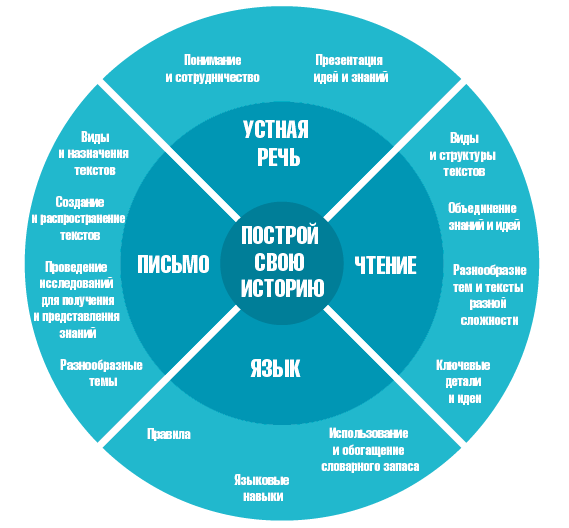 Понимание
и сотрудничество
Презентация
идей и знаний
УСТНАЯ
РЕЧЬ
Виды
и назначения
текстов
Создание
и распространение
текстов
Проведение
исследований
для получения
и представления
знаний
Разнообразные
темы
ПИСЬМО
ПОСТРОЙ
СВОЮ
ИСТОРИЮ
ЧТЕНИЕ
Виды
и структуры
текстов
Объединение
знаний и идей
Разнообразие
тем и тексты
разной
сложности
Ключевые
детали
и идеи
ЯЗЫК
Правила
Языковые
навыки
Использование
и обогащение
словарного запаса